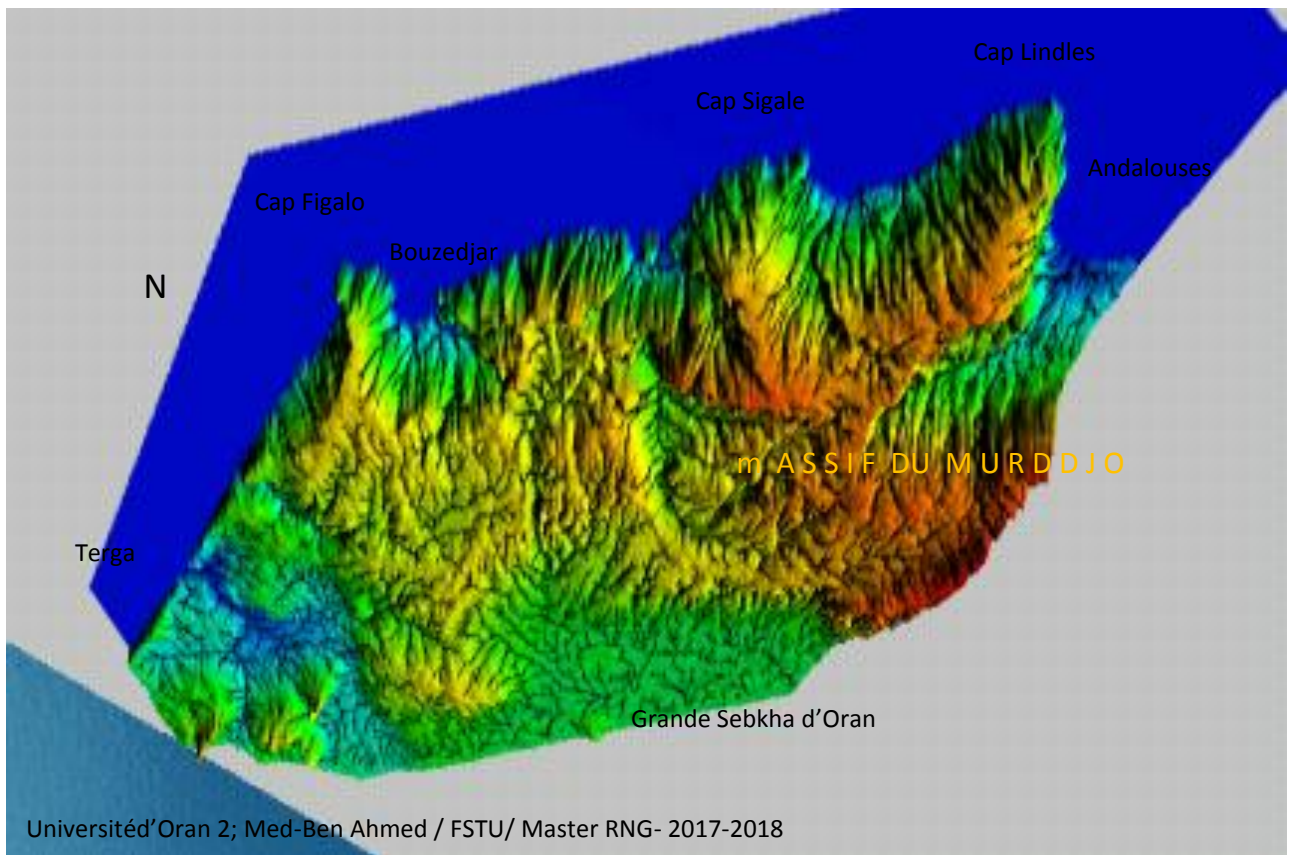 Cap Lindles
Cap Sigale
Andalouses
Cap Figalo
Bouzedjar
N
m A S S I F DU M U R D D J O
Terga
Grande Sebkha d’Oran
Universitéd’Oran 2; Med-Ben Ahmed / FSTU/ Master RNG- 2017-2018